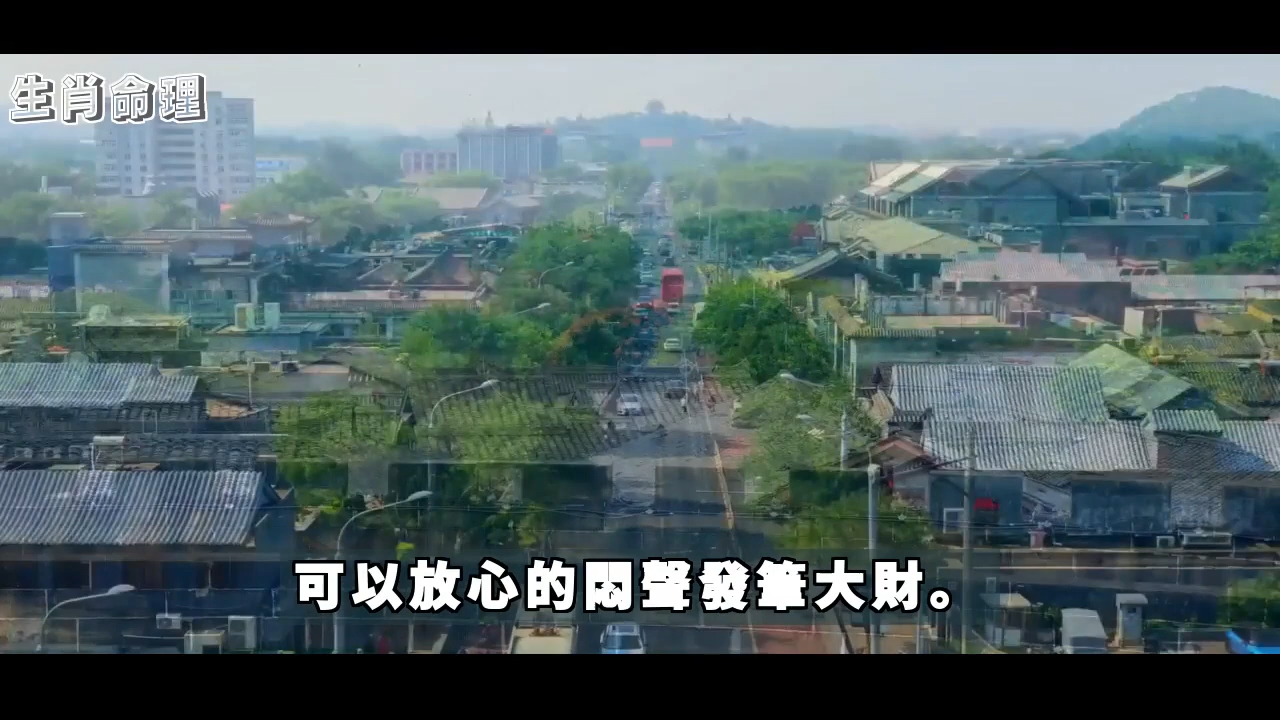 生肖命理
可以放心的悶聲發筆大財。